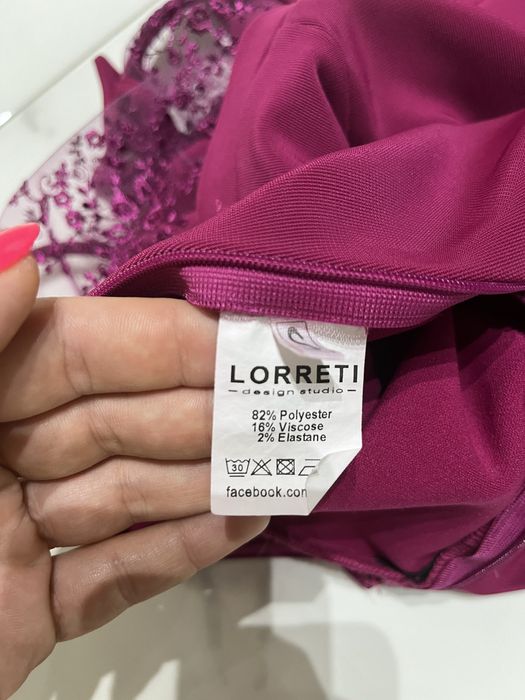 LORRETI
design studio
82% Polyester
16% Viscose
2% Elastane
30
facebook.com